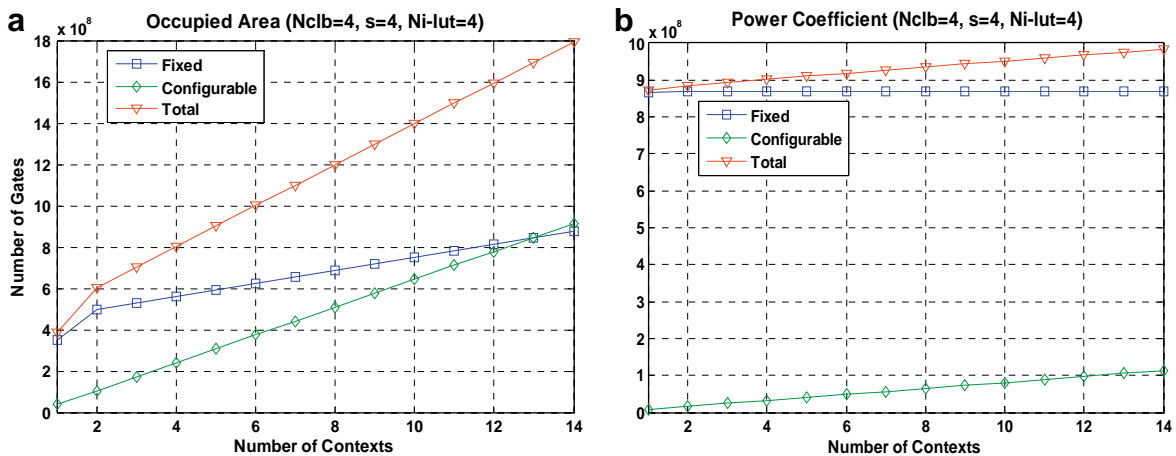 a
Occupied Area (Nclb=4, s=4, Ni-lut=4)
x 10^8
18
16
14
12
10
8
6
4
2
0
Number of Gates
Fixed
Configurable
Total
2 4 6 8 10 12 14
Number of Contexts
b
Power Coefficient (Nclb=4, s=4, Ni-lut=4)
x 10^8
10
9
8
7
6
5
4
3
2
1
0
Fixed
Configurable
Total
2 4 6 8 10 12 14
Number of Contexts